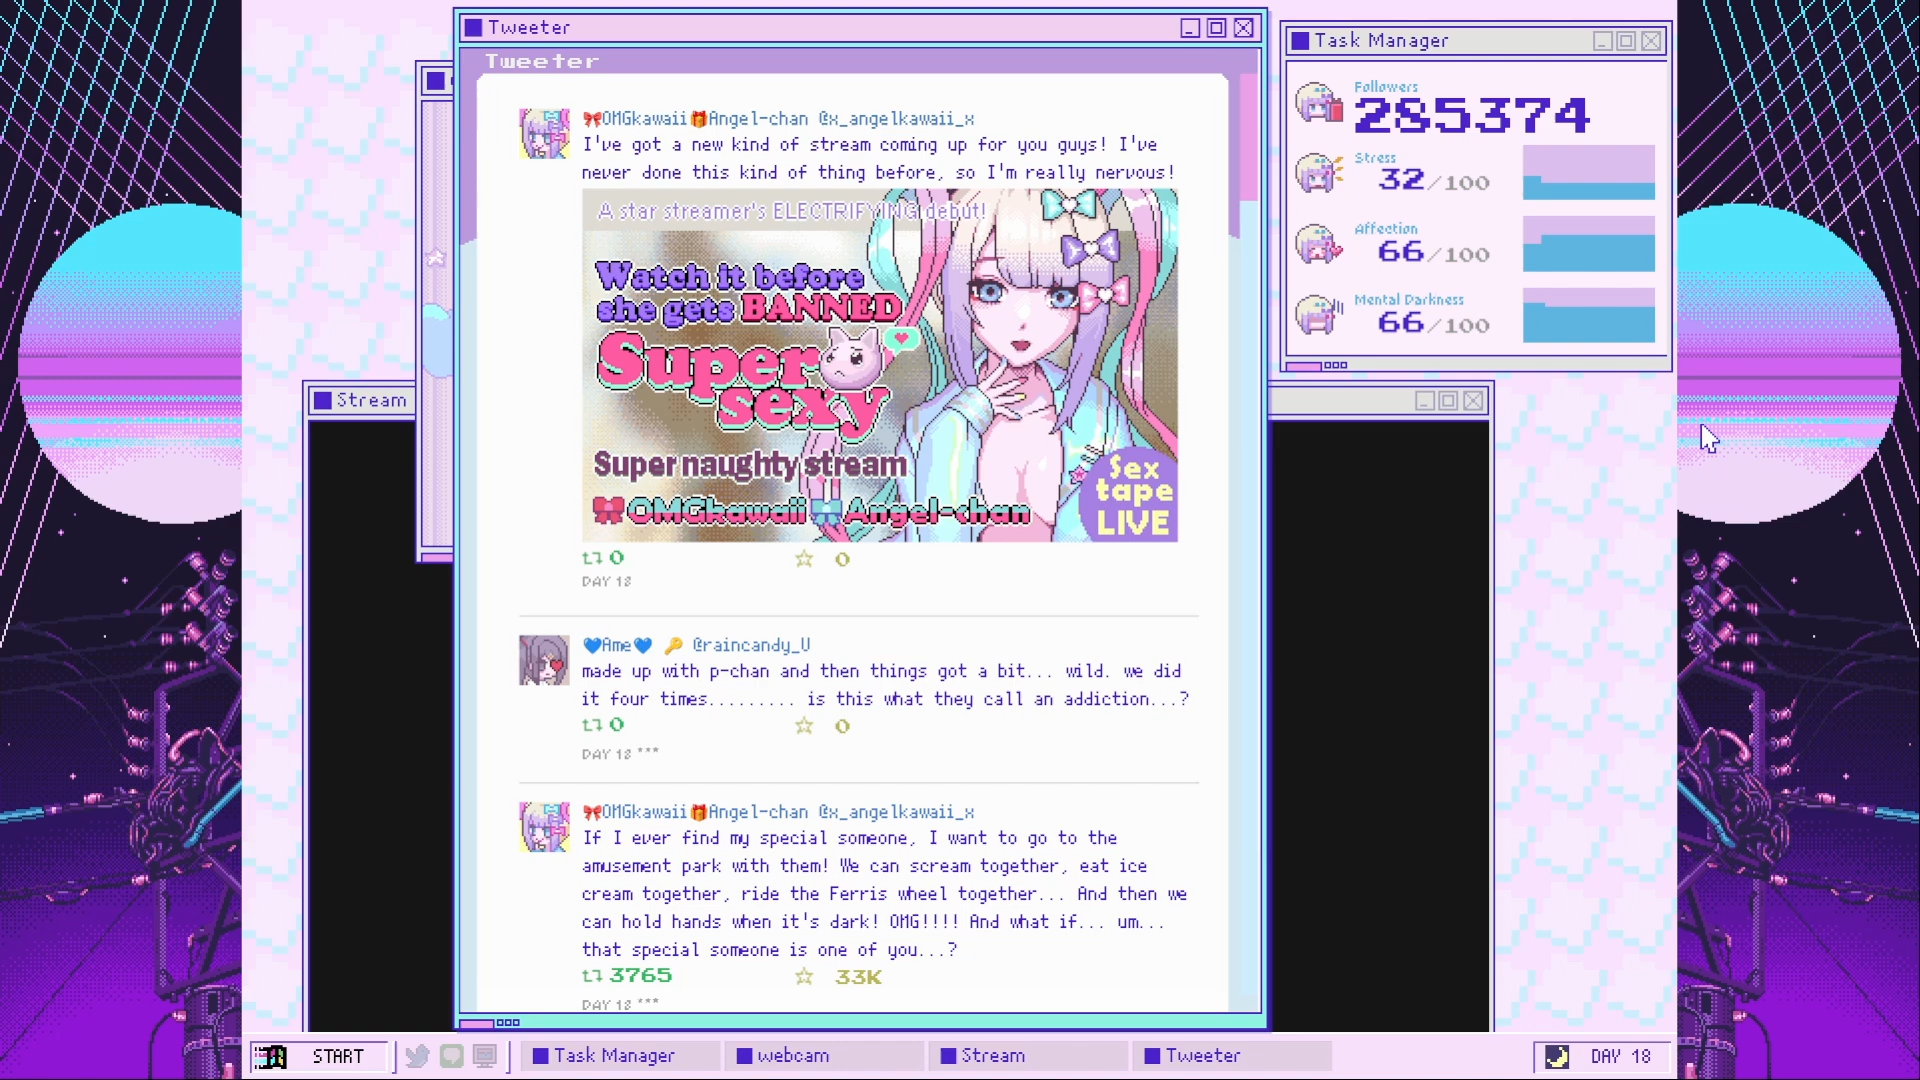 Tweeter
Tweeter
OMGkawaii🎁Angel-chan @x_angelkawaii_x
I've got a new kind of stream coming up for you guys! I've
never done this kind of thing before, so I'm really nervous!
A star streamer's ELECTRIFYING debut!
Watch it before
she gets BANNED
Super
sexy
Super naughty stream
OMGkawaii Angel-chan
Sex
tape
LIVE
0 0
DAY 18
💙Ame💙 🔑 @raincandy_U
made up with p-chan and then things got a bit... wild. we did
it four times......... is this what they call an addiction...?
0 0
DAY 18 ***
OMGkawaii🎁Angel-chan @x_angelkawaii_x
If I ever find my special someone, I want to go to the
amusement park with them! We can scream together, eat ice
cream together, ride the Ferris wheel together... And then we
can hold hands when it's dark! OMG!!!! And what if... um...
that special someone is one of you...?
3765 33K
DAY 18 ***
Stream
Task Manager
Followers
285374
Stress
32/100
Affection
66/100
Mental Darkness
66/100
START
Task Manager
webcam
Stream
Tweeter
DAY 18